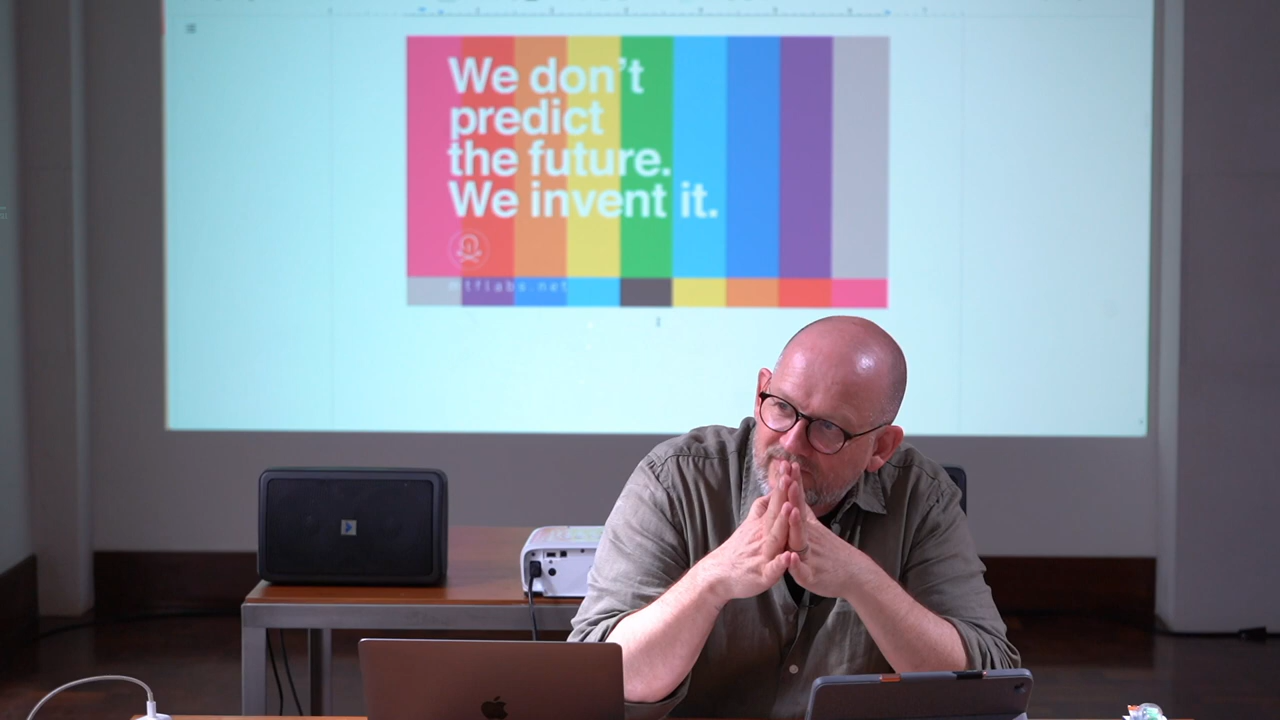 We don't
predict
the future.
We invent it.
mtflabs.net